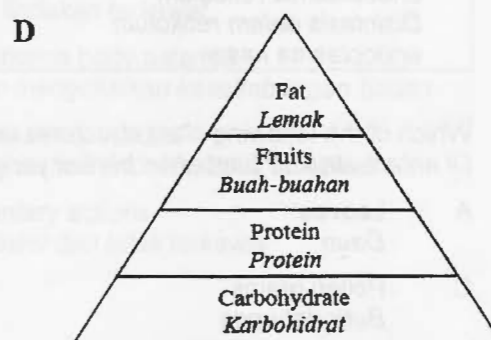 D
Fat
Lemak
Fruits
Buah-buahan
Protein
Protein
Carbohydrate
Karbohidrat
A